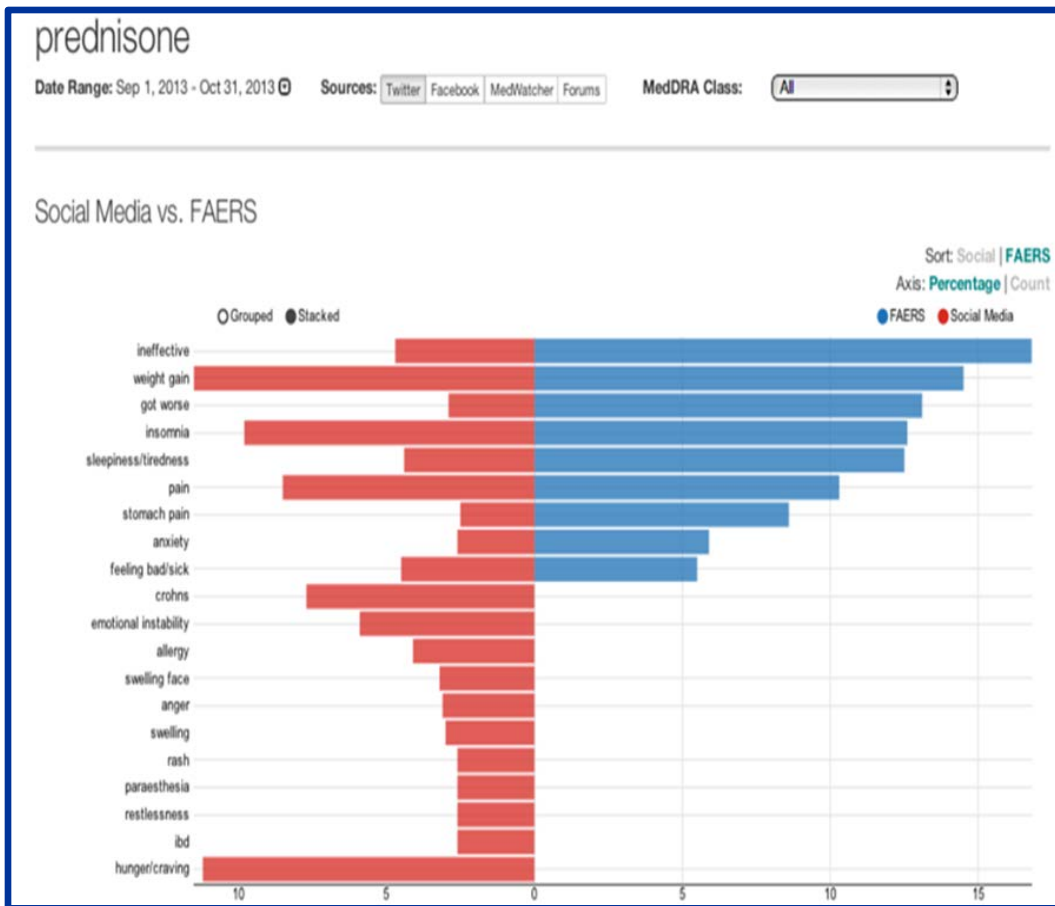 prednisone
Date Range: Sep 1, 2013 - Oct 31, 2013 Sources: Twitter Facebook MedWatcher Forums MedDRA Class: All
Social Media vs. FAERS
Sort: Social | FAERS
Axis: Percentage | Count
Grouped Stacked FAERS Social Media
ineffective
weight gain
got worse
insomnia
sleepiness/tiredness
pain
stomach pain
anxiety
feeling bad/sick
crohns
emotional instability
allergy
swelling face
anger
swelling
rash
paraesthesia
restlessness
ibd
hunger/craving
10 5 0 5 10 15